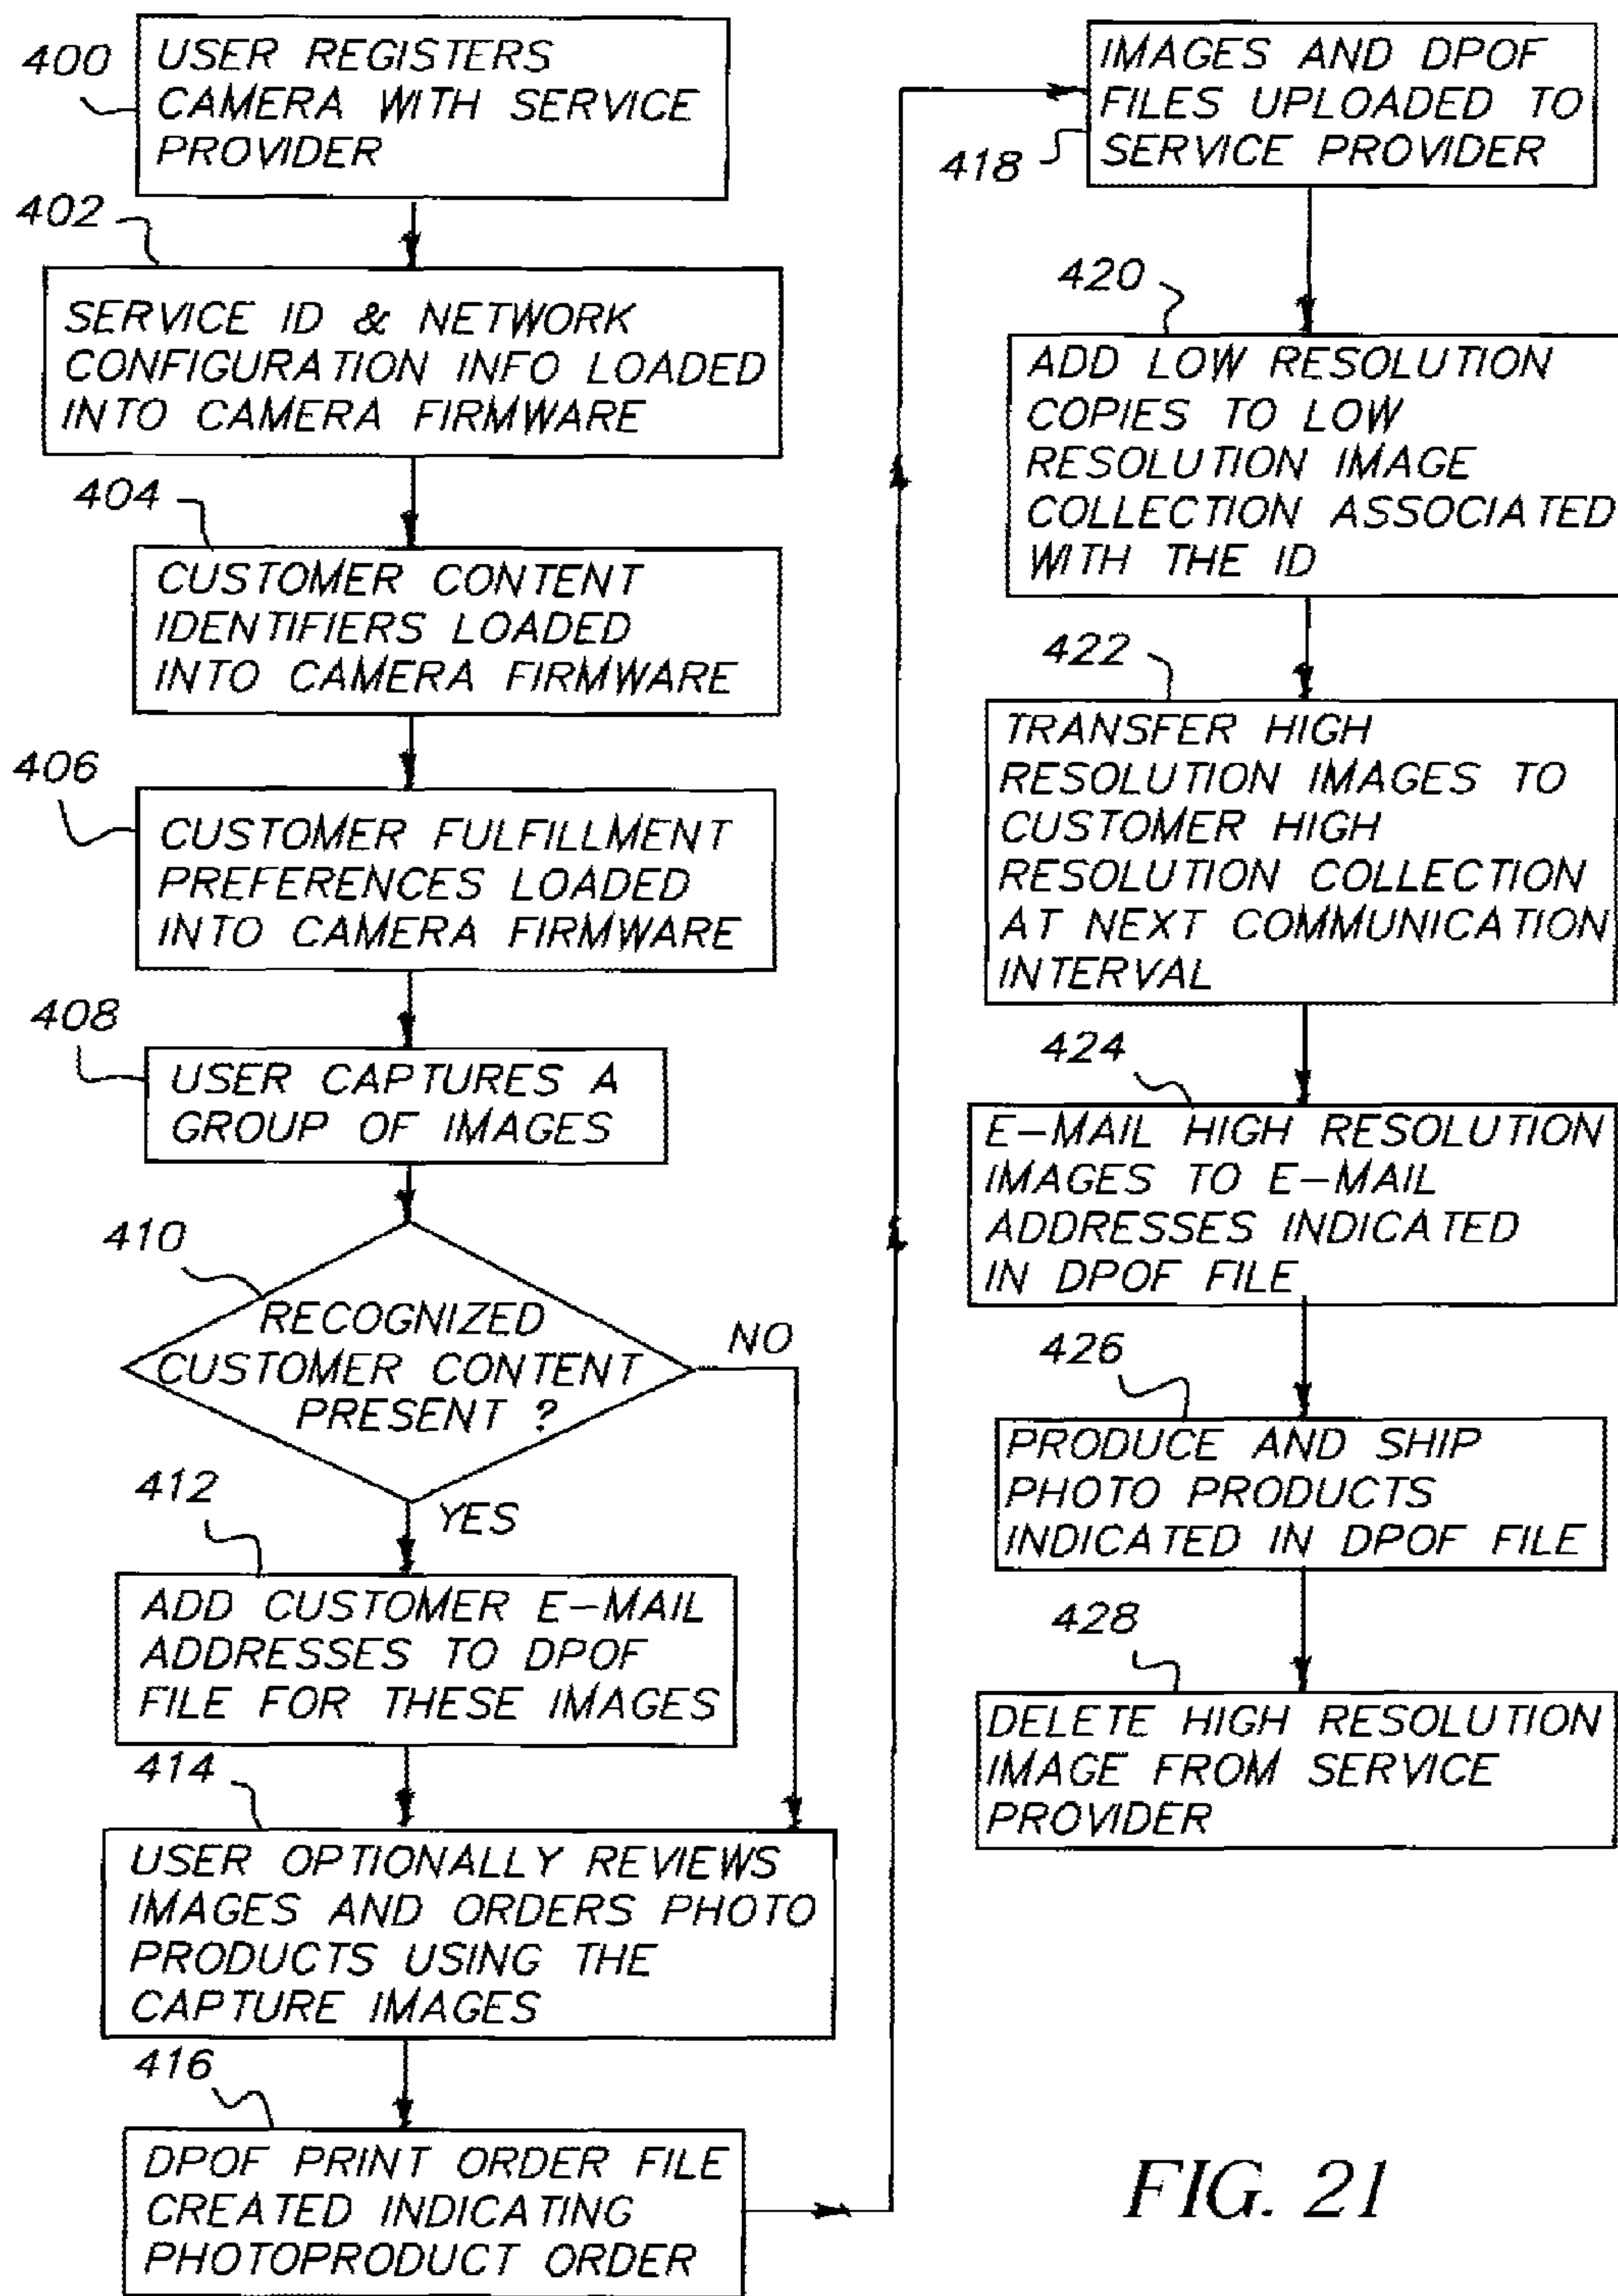 400
USER REGISTERS
CAMERA WITH SERVICE
PROVIDER
402
SERVICE ID & NETWORK
CONFIGURATION INFO LOADED
INTO CAMERA FIRMWARE
404
CUSTOMER CONTENT
IDENTIFIERS LOADED
INTO CAMERA FIRMWARE
406
CUSTOMER FULFILLMENT
PREFERENCES LOADED
INTO CAMERA FIRMWARE
408
USER CAPTURES A
GROUP OF IMAGES
410
RECOGNIZED
CUSTOMER CONTENT
PRESENT ?
NO
YES
412
ADD CUSTOMER E-MAIL
ADDRESSES TO DPOF
FILE FOR THESE IMAGES
414
USER OPTIONALLY REVIEWS
IMAGES AND ORDERS PHOTO
PRODUCTS USING THE
CAPTURE IMAGES
416
DPOF PRINT ORDER FILE
CREATED INDICATING
PHOTOPRODUCT ORDER
IMAGES AND DPOF
FILES UPLOADED TO
SERVICE PROVIDER
418
420
ADD LOW RESOLUTION
COPIES TO LOW
RESOLUTION IMAGE
COLLECTION ASSOCIATED
WITH THE ID
422
TRANSFER HIGH
RESOLUTION IMAGES TO
CUSTOMER HIGH
RESOLUTION COLLECTION
AT NEXT COMMUNICATION
INTERVAL
424
E-MAIL HIGH RESOLUTION
IMAGES TO E-MAIL
ADDRESSES INDICATED
IN DPOF FILE
426
PRODUCE AND SHIP
PHOTO PRODUCTS
INDICATED IN DPOF FILE
428
DELETE HIGH RESOLUTION
IMAGE FROM SERVICE
PROVIDER
FIG. 21